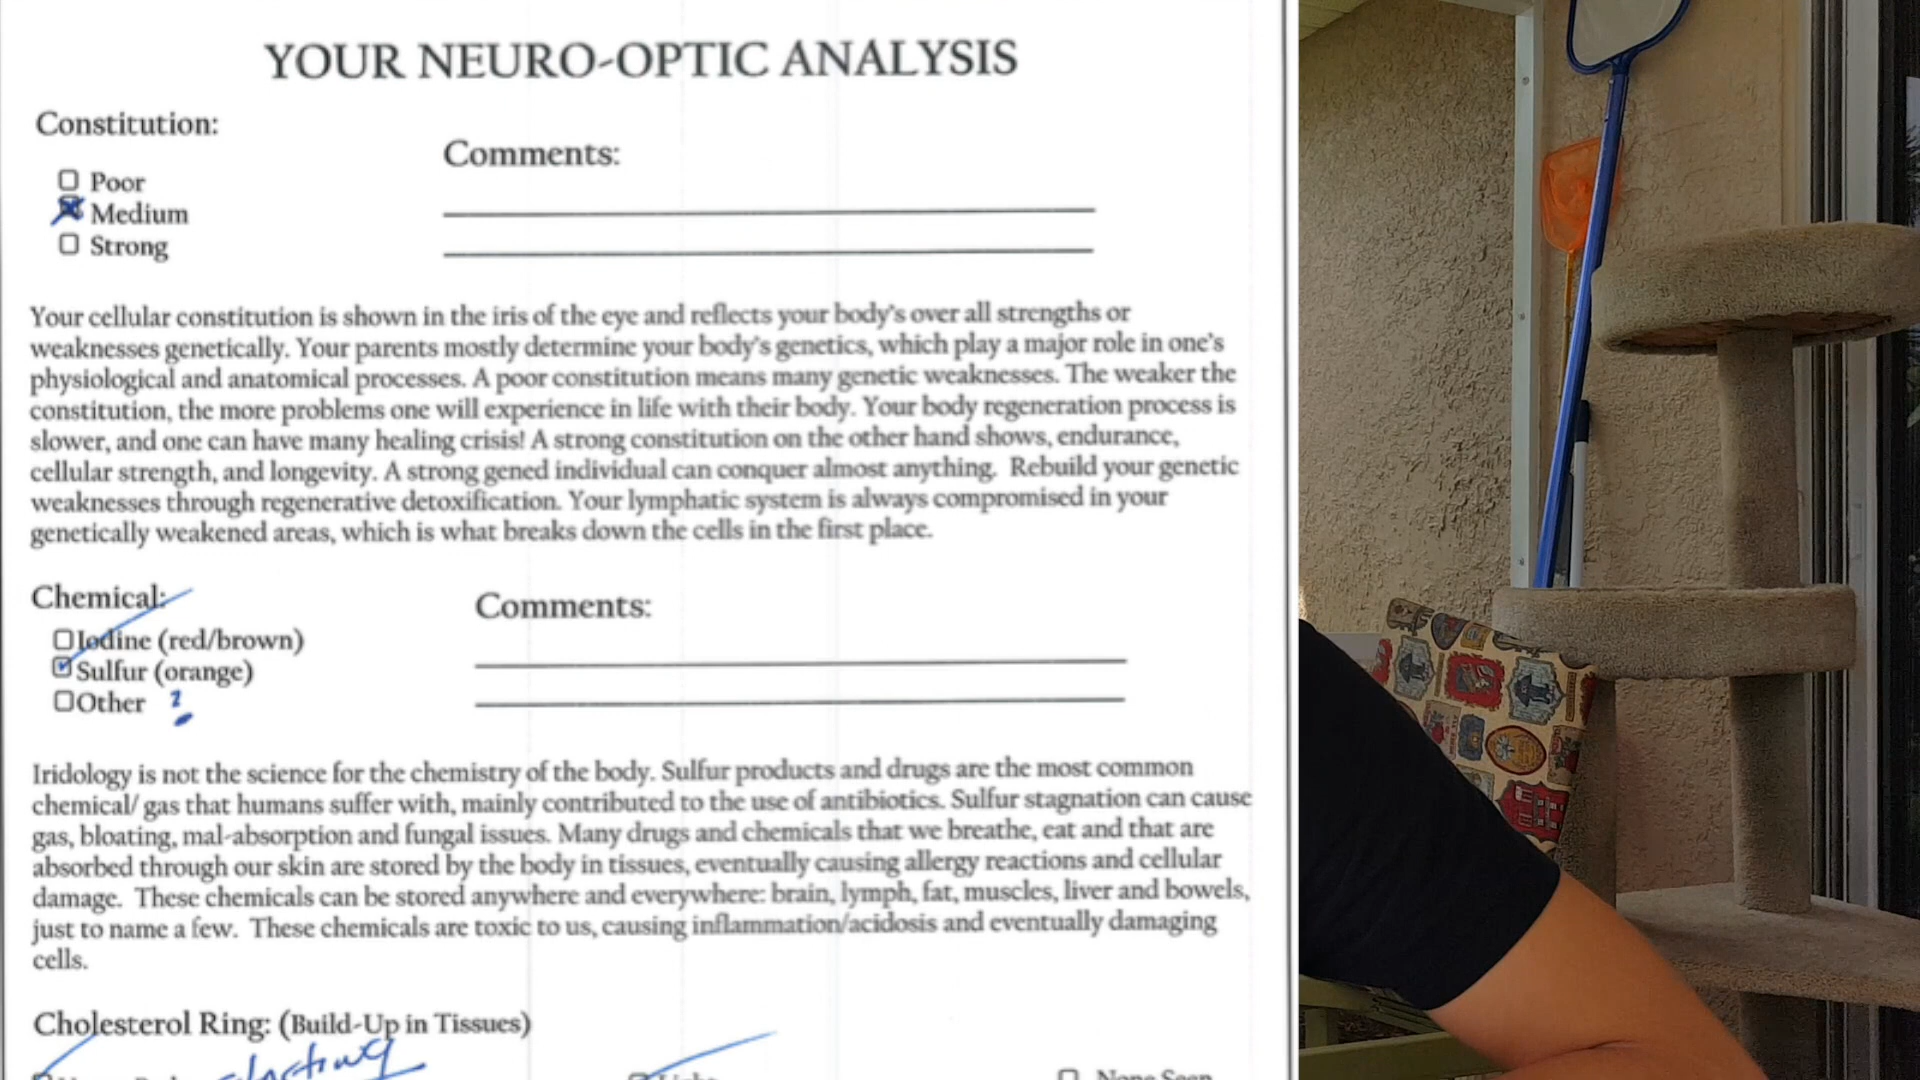 YOUR NEURO-OPTIC ANALYSIS
Constitution:
Comments:
Poor
Medium
Strong
Your cellular constitution is shown in the iris of the eye and reflects your body's over all strengths or
weaknesses genetically. Your parents mostly determine your body's genetics, which play a major role in one's
physiological and anatomical processes. A poor constitution means many genetic weaknesses. The weaker the
constitution, the more problems one will experience in life with their body. Your body regeneration process is
slower, and one can have many healing crisis! A strong constitution on the other hand shows, endurance,
cellular strength, and longevity. A strong gened individual can conquer almost anything. Rebuild your genetic
weaknesses through regenerative detoxification. Your lymphatic system is always compromised in your
genetically weakened areas, which is what breaks down the cells in the first place.
Chemical:
Comments:
Iodine (red/brown)
Sulfur (orange)
Other ?
Iridology is not the science for the chemistry of the body. Sulfur products and drugs are the most common
chemical/ gas that humans suffer with, mainly contributed to the use of antibiotics. Sulfur stagnation can cause
gas, bloating, mal-absorption and fungal issues. Many drugs and chemicals that we breathe, eat and that are
absorbed through our skin are stored by the body in tissues, eventually causing allergy reactions and cellular
damage. These chemicals can be stored anywhere and everywhere: brain, lymph, fat, muscles, liver and bowels,
just to name a few. These chemicals are toxic to us, causing inflammation/acidosis and eventually damaging
cells.
Cholesterol Ring: (Build-Up in Tissues)
starting
None Seen